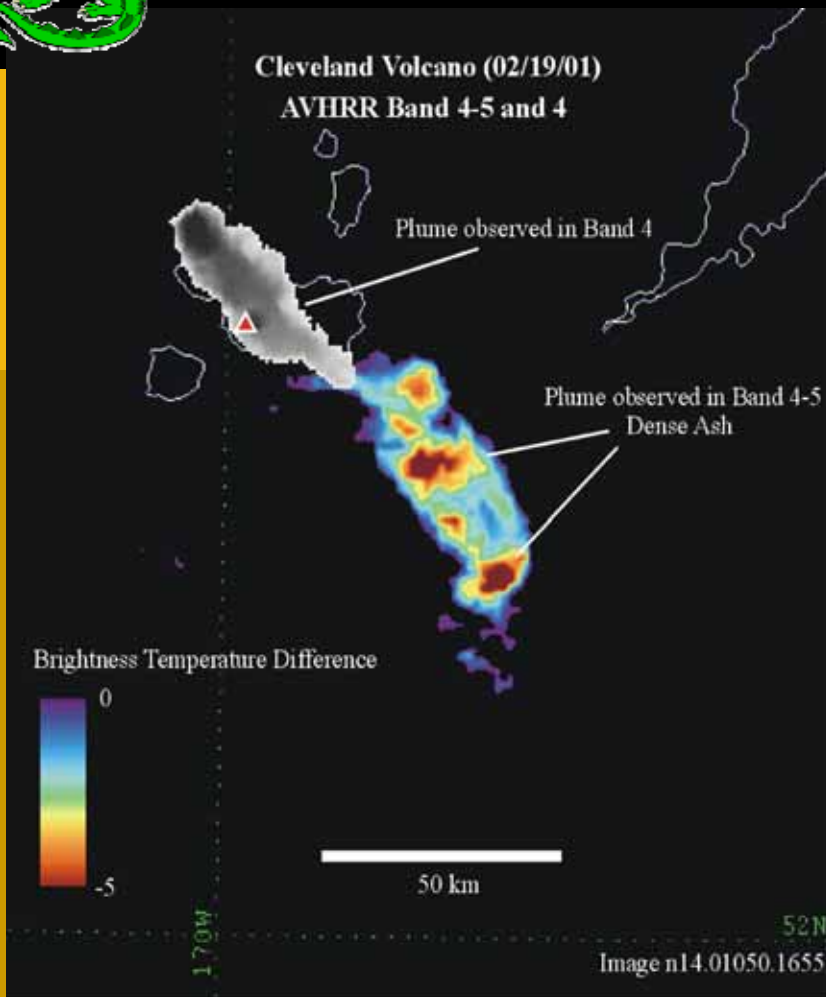 Cleveland Volcano (02/19/01)
AVHRR Band 4-5 and 4
Plume observed in Band 4
Plume observed in Band 4-5
Dense Ash
Brightness Temperature Difference
0
-5
50 km
170W
52N
Image n14.01050.1655